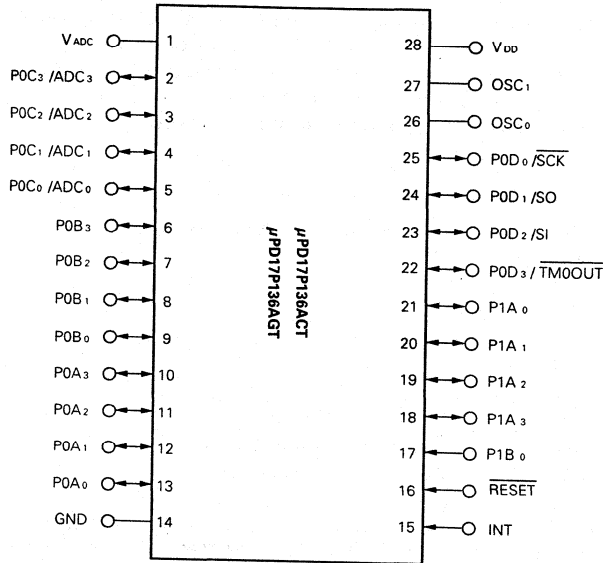 VADC 1
P0C3 /ADC3 2
P0C2 /ADC2 3
P0C1 /ADC1 4
P0C0 /ADC0 5
P0B3 6
P0B2 7
P0B1 8
P0B0 9
P0A3 10
P0A2 11
P0A1 12
P0A0 13
GND 14
μPD17P136ACT
μPD17P136AGT
28 VDD
27 OSC1
26 OSC0
25 P0D0 /SCK
24 P0D1 /SO
23 P0D2 /SI
22 P0D3 / TM0OUT
21 P1A0
20 P1A1
19 P1A2
18 P1A3
17 P1B0
16 RESET
15 INT